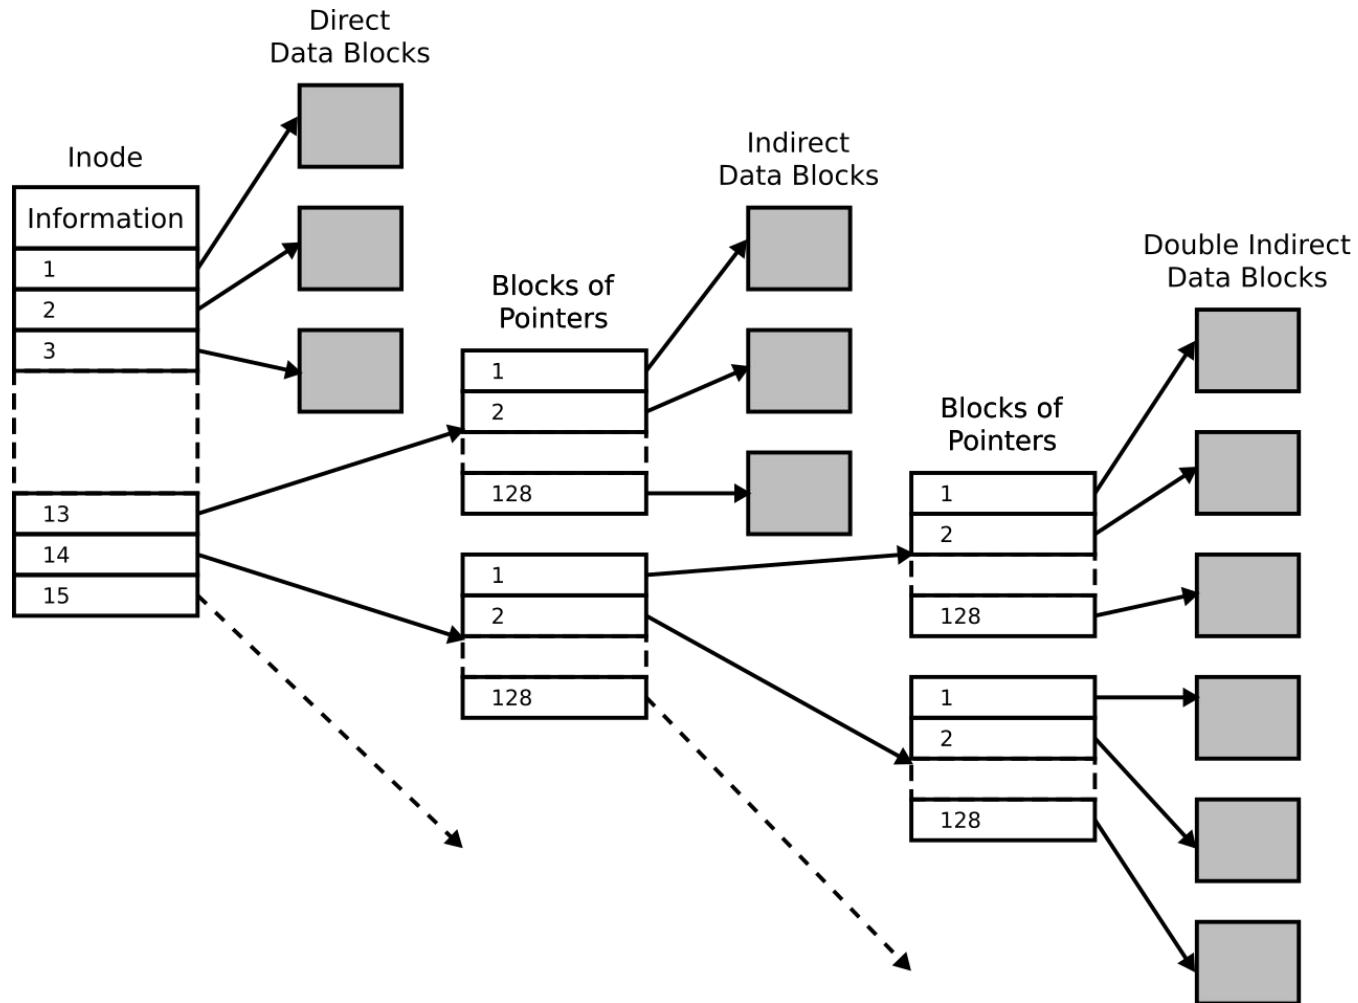 Direct
Data Blocks
Inode
Information
1
2
3
13
14
15
Blocks of
Pointers
1
2
128
1
2
128
Indirect
Data Blocks
Blocks of
Pointers
1
2
128
1
2
128
Double Indirect
Data Blocks